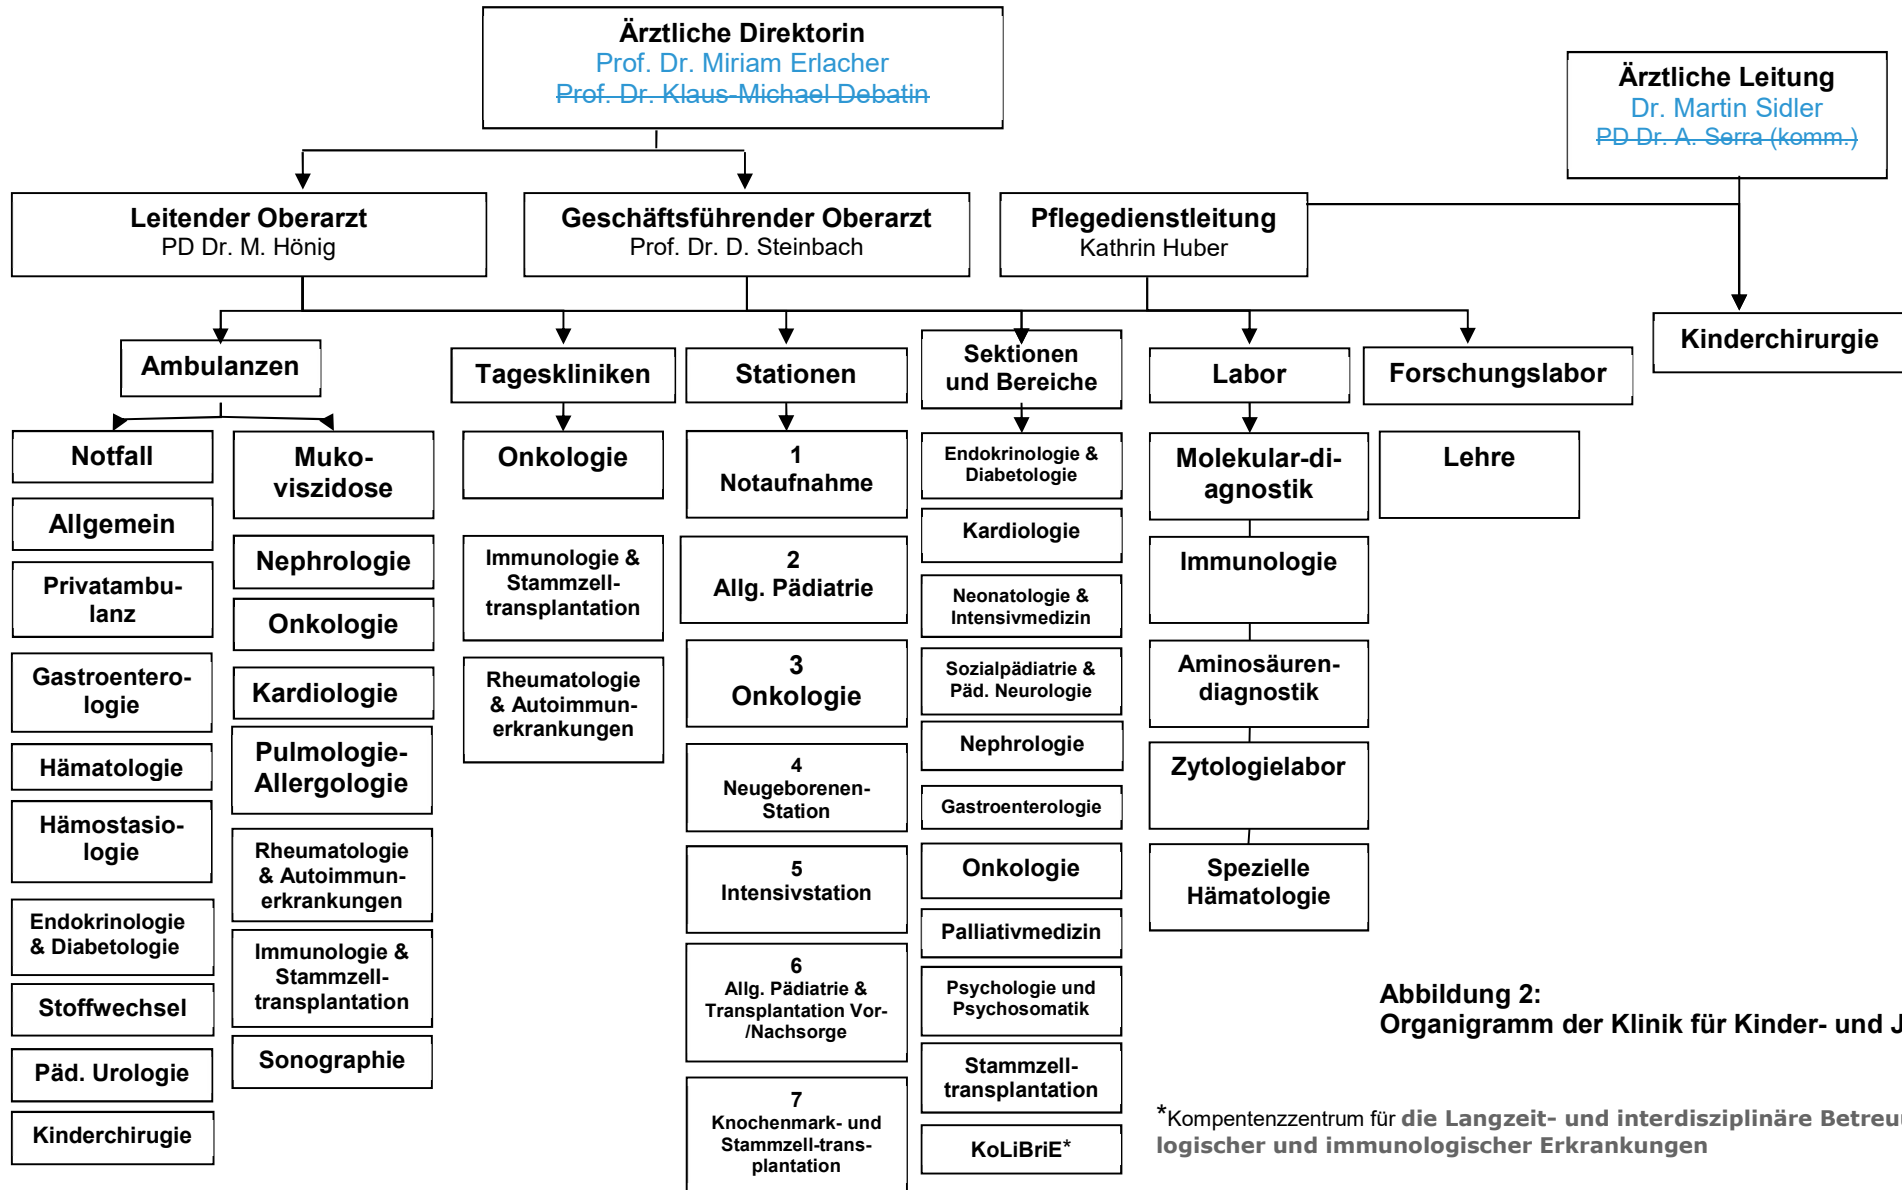 Ärztliche Direktorin
Prof. Dr. Miriam Erlacher
Prof. Dr. Klaus-Michael Debatin
Ärztliche Leitung
Dr. Martin Sidler
PD Dr. A. Serra (komm.)
Leitender Oberarzt
PD Dr. M. Hönig
Geschäftsführender Oberarzt
Prof. Dr. D. Steinbach
Pflegedienstleitung
Kathrin Huber
Kinderchirurgie
Ambulanzen
Tageskliniken
Stationen
Sektionen
und Bereiche
Labor
Forschungslabor
Notfall
Allgemein
Privatambu-
lanz
Gastroentero-
logie
Hämatologie
Hämostasio-
logie
Endokrinologie
& Diabetologie
Stoffwechsel
Päd. Urologie
Kinderchirugie
Muko-
viszidose
Nephrologie
Onkologie
Kardiologie
Pulmologie-
Allergologie
Rheumatologie
& Autoimmun-
erkrankungen
Immunologie &
Stammzell-
transplantation
Sonographie
Onkologie
Immunologie &
Stammzell-
transplantation
Rheumatologie
& Autoimmun-
erkrankungen
1
Notaufnahme
2
Allg. Pädiatrie
3
Onkologie
4
Neugeborenen-
Station
5
Intensivstation
6
Allg. Pädiatrie &
Transplantation Vor-
/Nachsorge
7
Knochenmark- und
Stammzell-trans-
plantation
Endokrinologie &
Diabetologie
Kardiologie
Neonatologie &
Intensivmedizin
Sozialpädiatrie &
Päd. Neurologie
Nephrologie
Gastroenterologie
Onkologie
Palliativmedizin
Psychologie und
Psychosomatik
Stammzell-
transplantation
KoLiBriE*
Molekular-di-
agnostik
Immunologie
Aminosäuren-
diagnostik
Zytologielabor
Spezielle
Hämatologie
Lehre
Abbildung 2:
Organigramm der Klinik für Kinder- und J
*Kompentenzzentrum für die Langzeit- und interdisziplinäre Betreu
logischer und immunologischer Erkrankungen